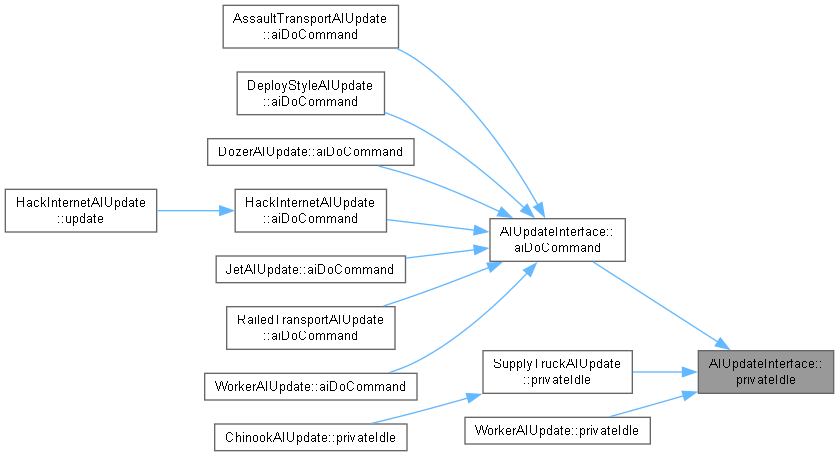 AssaultTransportAIUpdate
::aiDoCommand
DeployStyleAIUpdate
::aiDoCommand
DozerAIUpdate::aiDoCommand
HackInternetAIUpdate
::update
HackInternetAIUpdate
::aiDoCommand
AIUpdateInterface::
aiDoCommand
JetAIUpdate::aiDoCommand
RailedTransportAIUpdate
::aiDoCommand
SupplyTruckAIUpdate
::privateIdle
AIUpdateInterface::
privateIdle
WorkerAIUpdate::aiDoCommand
ChinookAIUpdate::privateIdle
WorkerAIUpdate::privateIdle